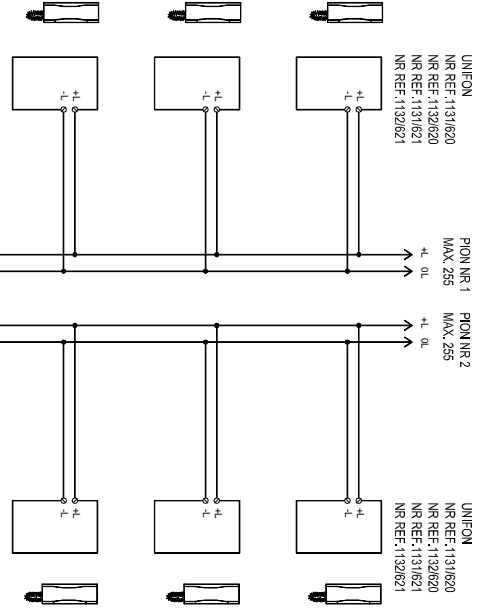 UNIFON
NR REF.1131/620
NR REF.1132/620
NR REF.1131/621
NR REF.1132/621
+L
-L
+L
-L
+L
-L
PION NR 1
MAX. 255
+L
0L
PION NR 2
MAX. 255
+L
0L
UNIFON
NR REF.1131/620
NR REF.1132/620
NR REF.1131/621
NR REF.1132/621
+L
-L
+L
-L
+L
-L